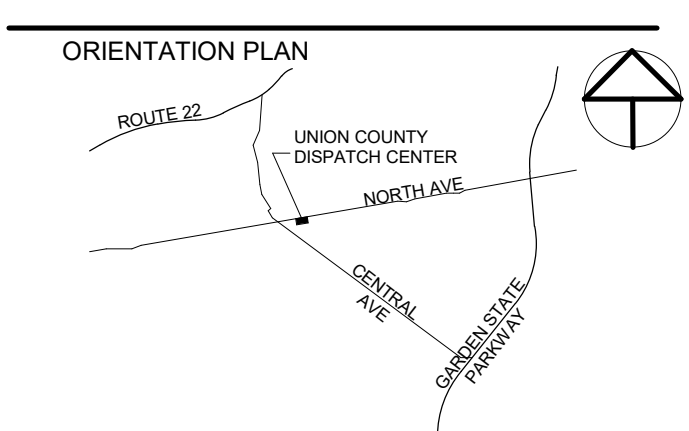 ORIENTATION PLAN
ROUTE 22
UNION COUNTY
DISPATCH CENTER
NORTH AVE
CENTRAL
AVE
GARDEN STATE
PARKWAY